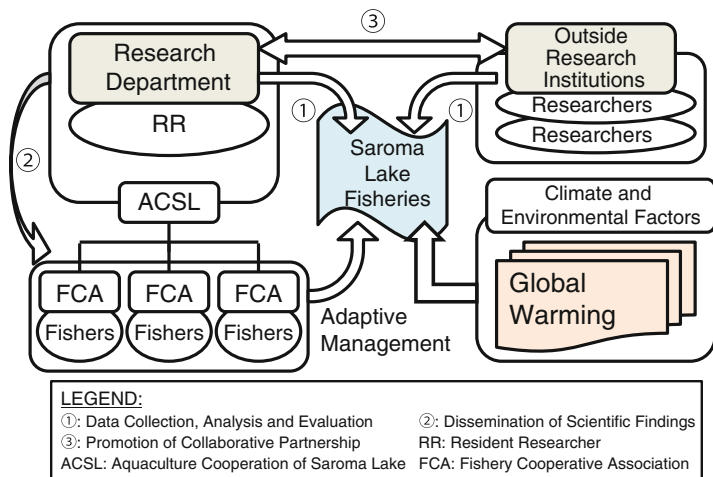 ③
Research
Department
RR
①
①
Outside
Research
Institutions
Researchers
Researchers
②
Saroma
Lake
Fisheries
ACSL
Climate and
Environmental Factors
FCA
FCA
FCA
Fishers
Fishers
Fishers
Global
Warming
Adaptive
Management
LEGEND:
①: Data Collection, Analysis and Evaluation
②: Dissemination of Scientific Findings
③: Promotion of Collaborative Partnership
RR: Resident Researcher
ACSL: Aquaculture Cooperation of Saroma Lake
FCA: Fishery Cooperative Association